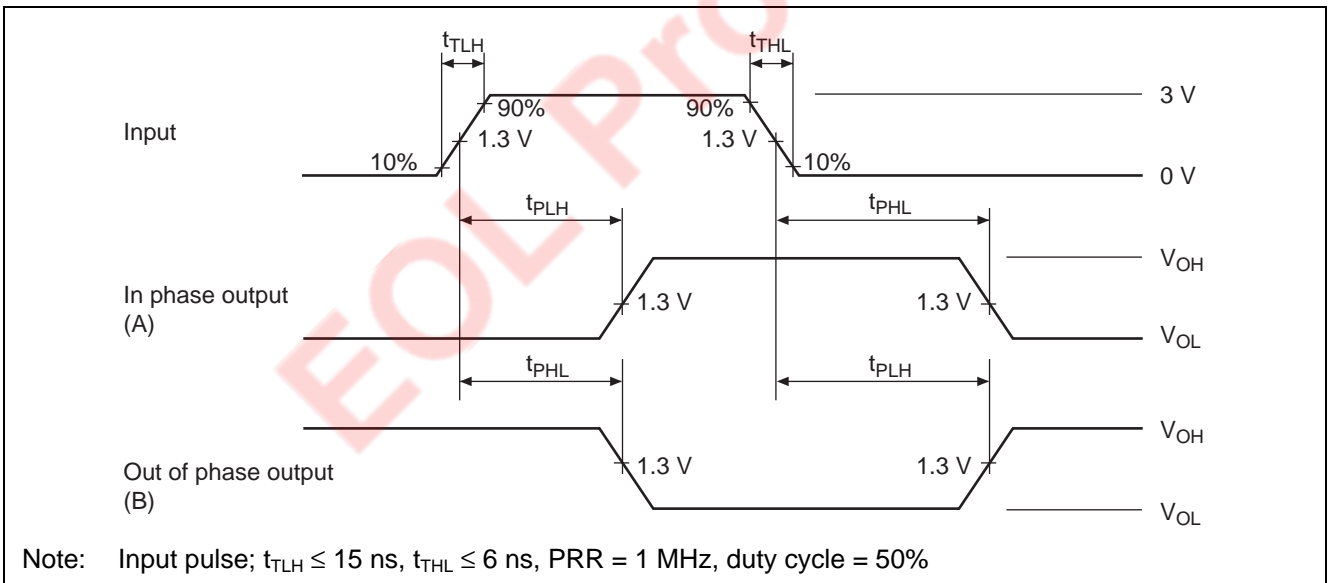 tTLH tTHL
3 V
90% 90%
Input 1.3 V 1.3 V
10% 10%
0 V
tPLH tPHL
VOH
In phase output
(A)
1.3 V 1.3 V
VOL
tPHL tPLH
VOH
Out of phase output
(B)
1.3 V 1.3 V
VOL
Note: Input pulse; tTLH ≤ 15 ns, tTHL ≤ 6 ns, PRR = 1 MHz, duty cycle = 50%
EOL Pro